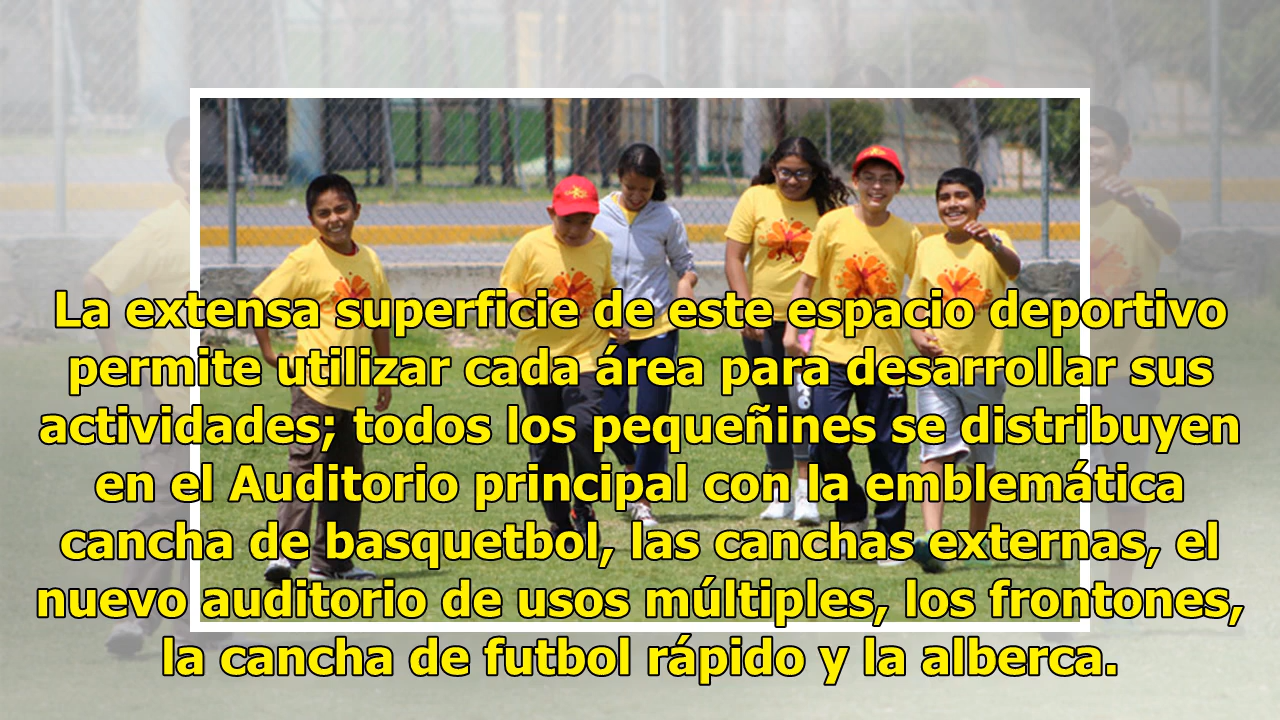 La extensa superficie de este espacio deportivo
permite utilizar cada área para desarrollar sus
actividades; todos los pequeñines se distribuyen
en el Auditorio principal con la emblemática
cancha de basquetbol, las canchas externas, el
nuevo auditorio de usos múltiples, los frontones,
la cancha de futbol rápido y la alberca.